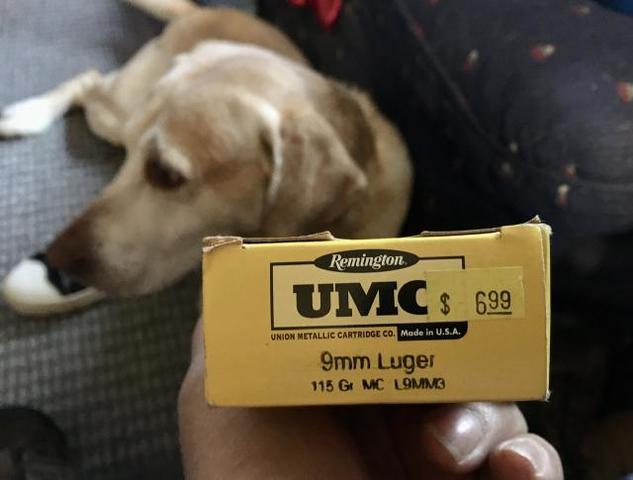 Remington
UMC
$ 6.99
UNION METALLIC CARTRIDGE CO. Made in U.S.A.
9mm Luger
115 Gr MC L9MM3